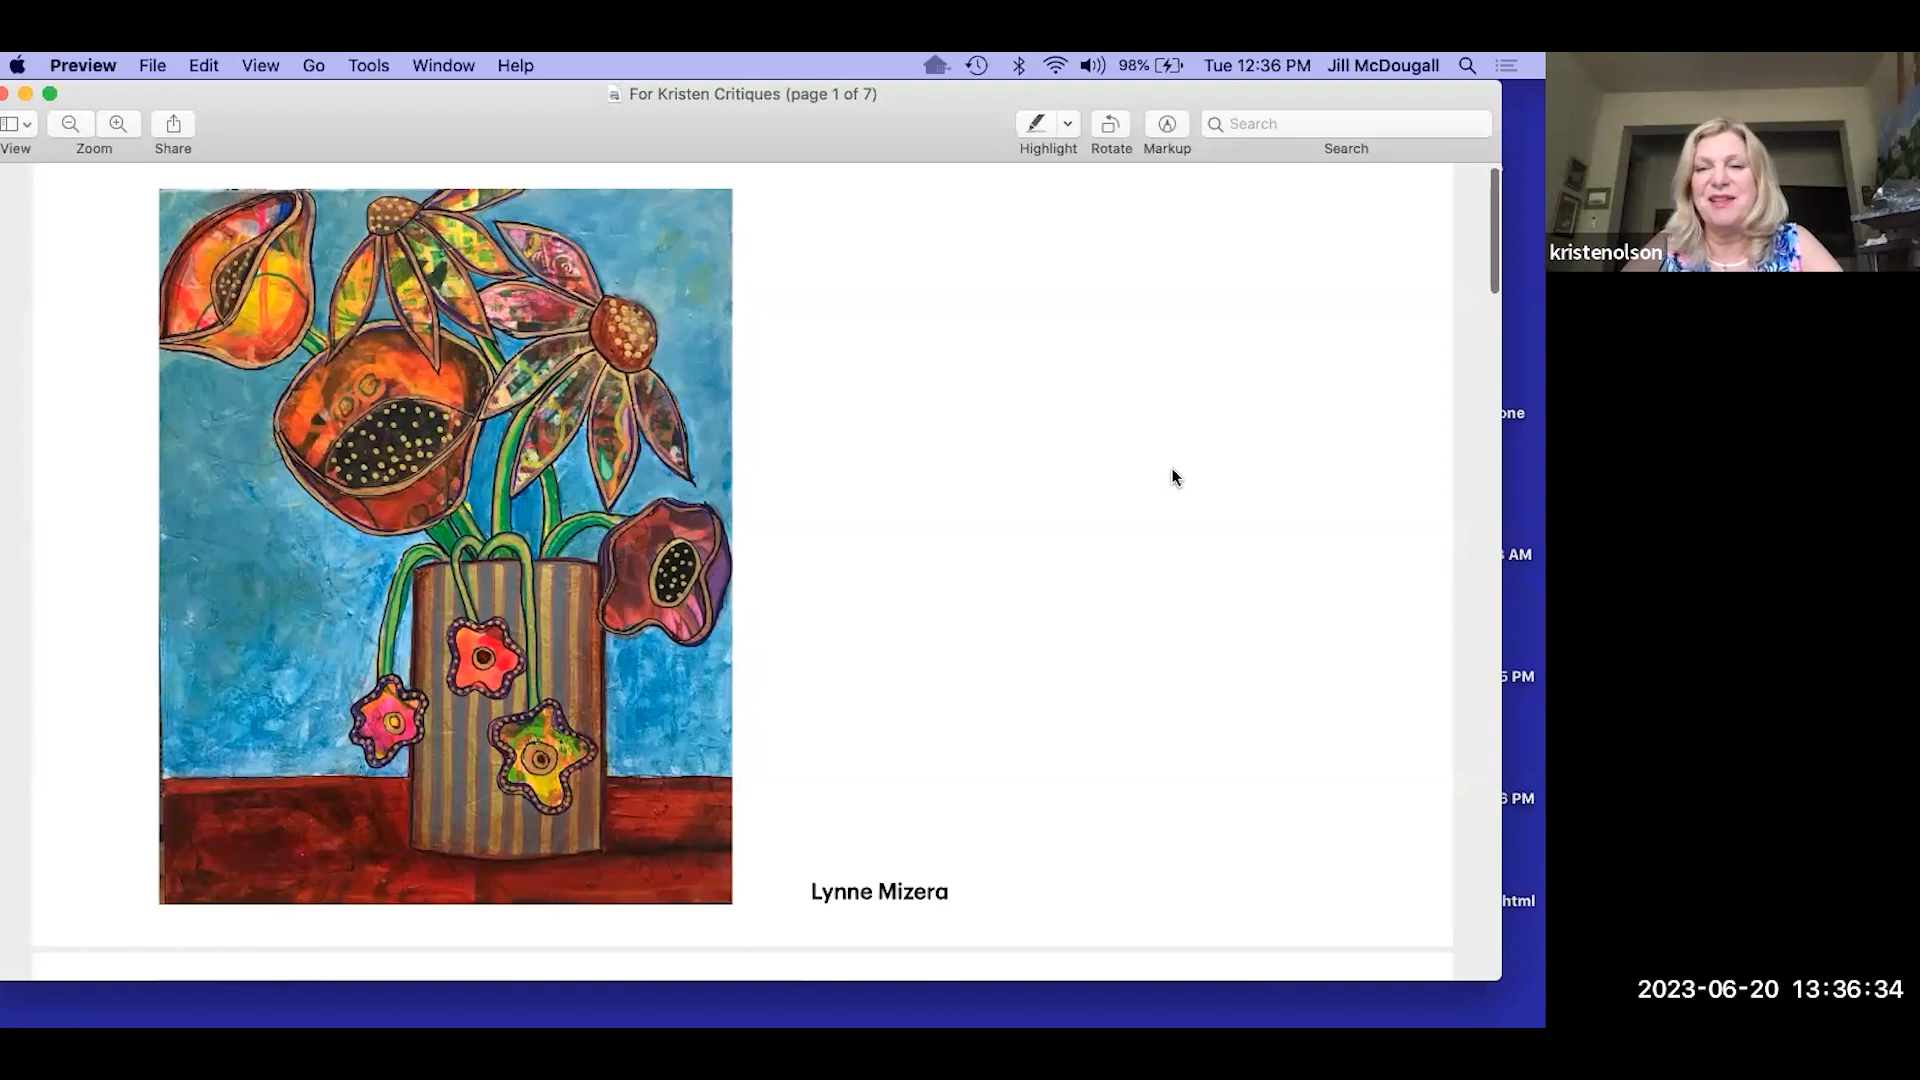 Preview File Edit View Go Tools Window Help 98% Tue 12:36 PM Jill McDougall
For Kristen Critiques (page 1 of 7)
Search
View Zoom Share Highlight Rotate Markup Search
kristenolson
one
AM
5 PM
6 PM
Lynne Mizera
html
2023-06-20 13:36:34